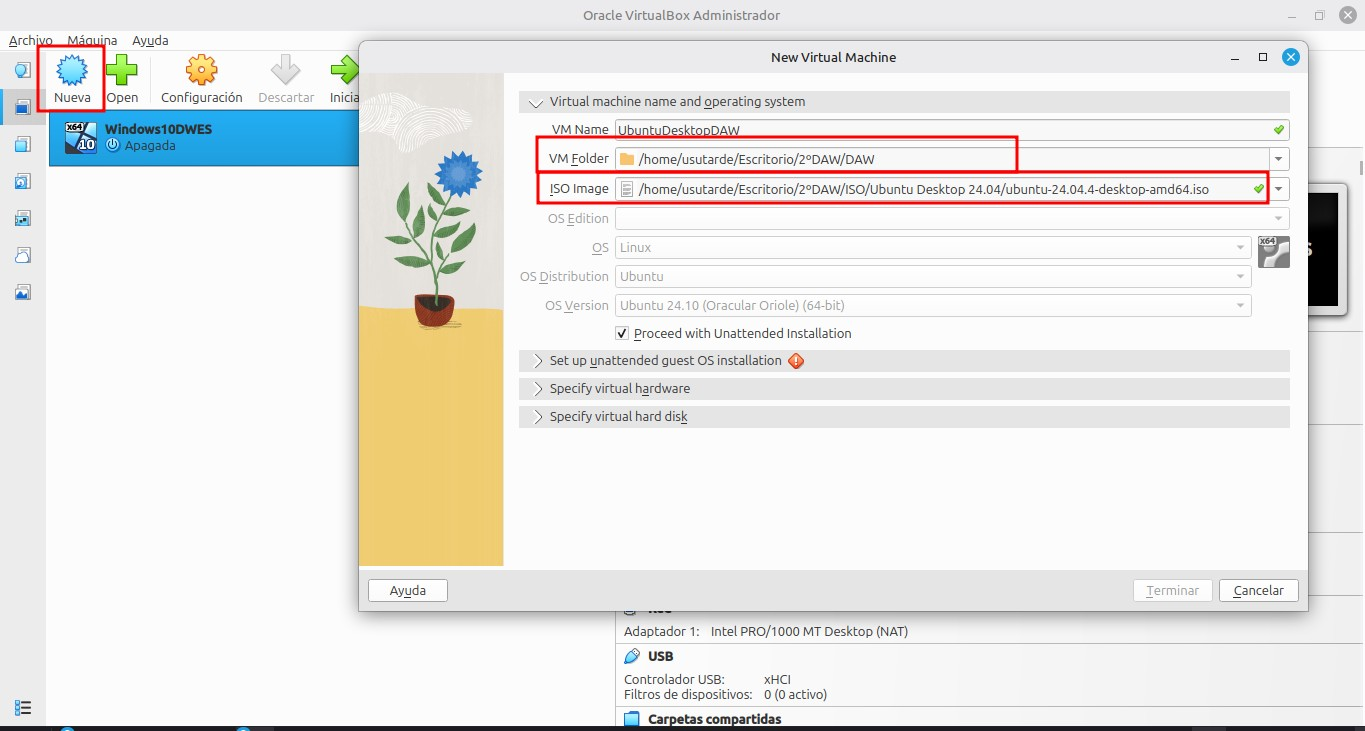 Oracle VirtualBox Administrador
Archivo Máquina Ayuda
Nueva Open Configuración Descartar Inicia
x64 10 Windows10DWES
Apagada
New Virtual Machine
Virtual machine name and operating system
VM Name UbuntuDesktopDAW
VM Folder /home/usutarde/Escritorio/2ºDAW/DAW
ISO Image /home/usutarde/Escritorio/2ºDAW/ISO/Ubuntu Desktop 24.04/ubuntu-24.04.4-desktop-amd64.iso
OS Edition
OS Linux x64
OS Distribution Ubuntu
OS Version Ubuntu 24.10 (Oracular Oriole) (64-bit)
Proceed with Unattended Installation
Set up unattended guest OS installation
Specify virtual hardware
Specify virtual hard disk
Ayuda Terminar Cancelar
Adaptador 1: Intel PRO/1000 MT Desktop (NAT)
USB
Controlador USB: xHCI
Filtros de dispositivos: 0 (0 activo)
Carpetas compartidas